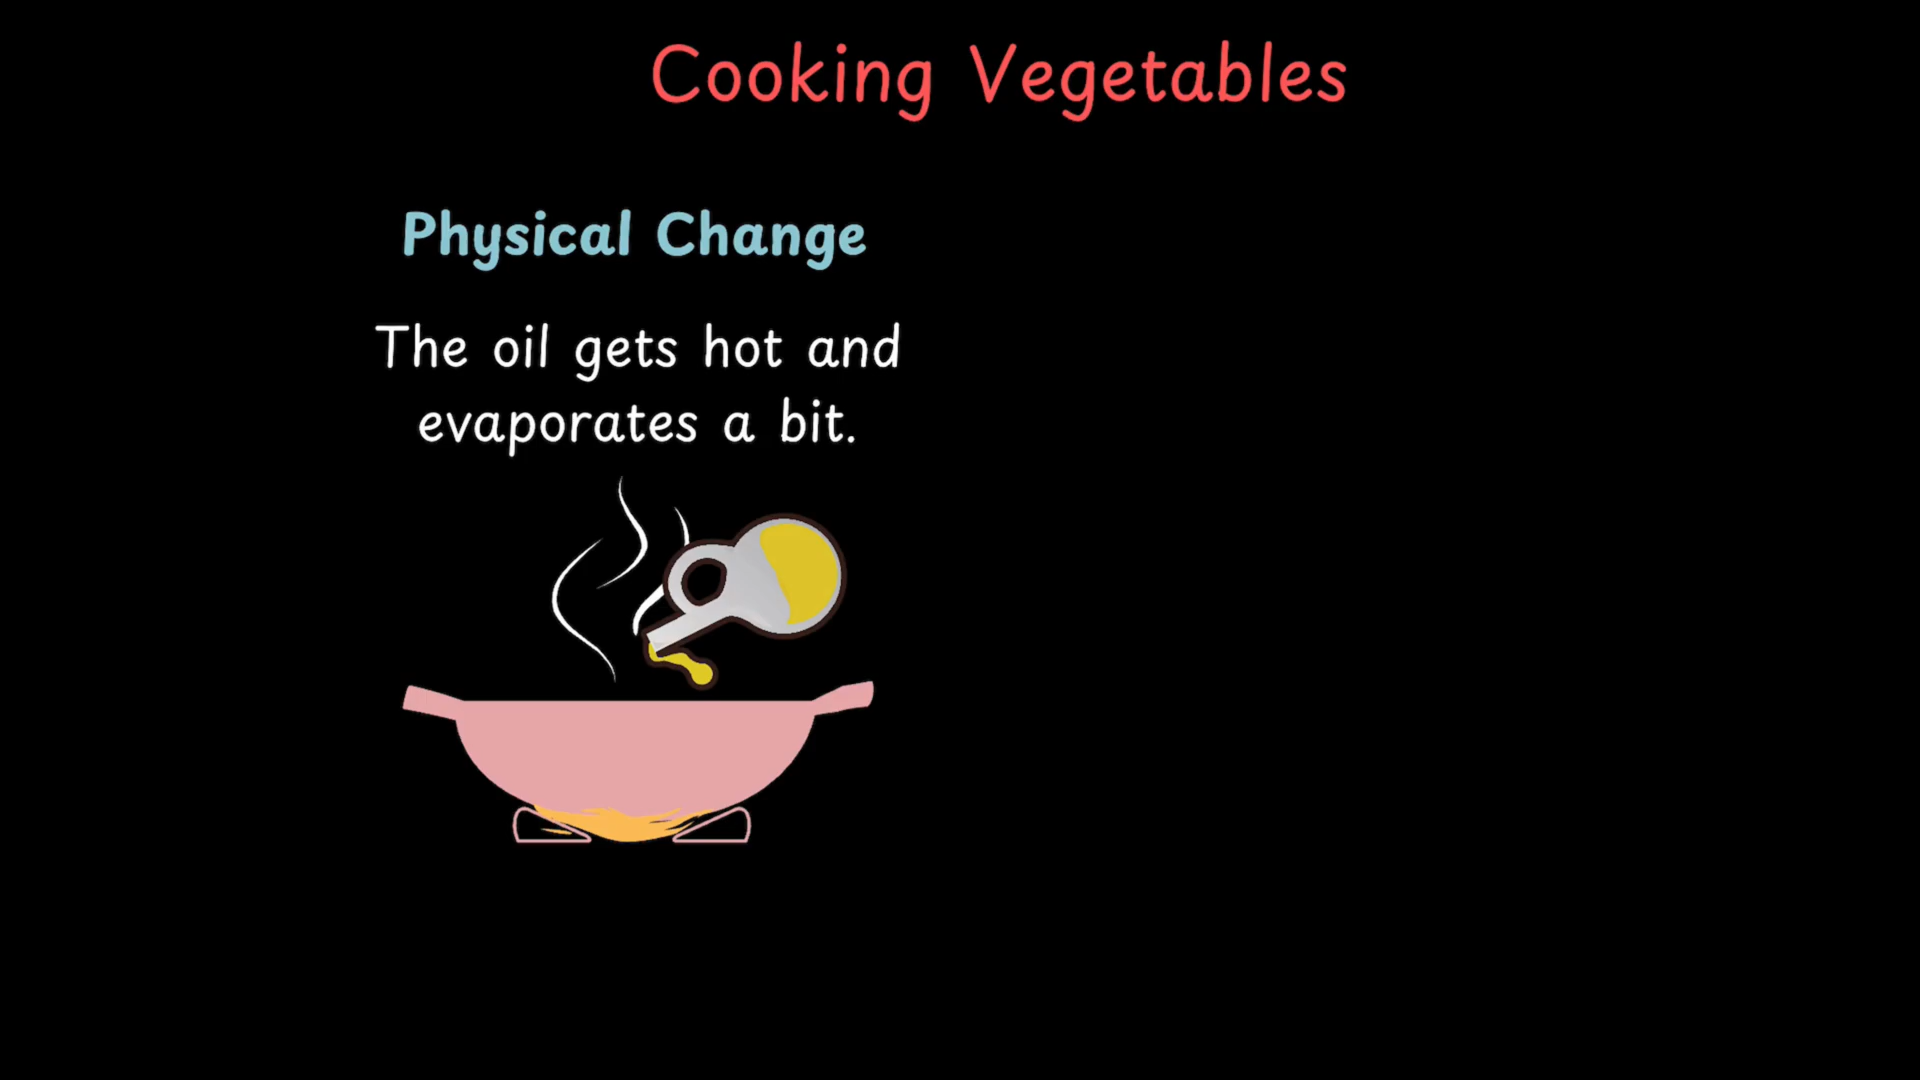 Cooking Vegetables
Physical Change
The oil gets hot and
evaporates a bit.